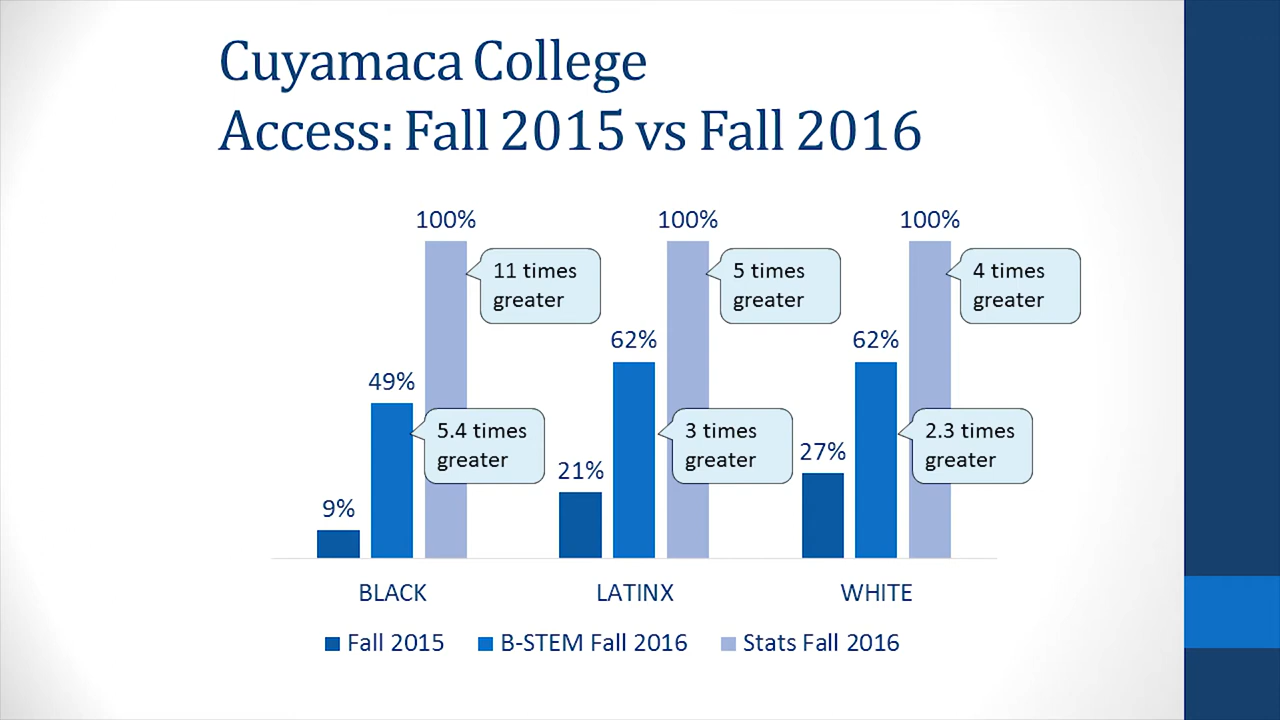 Cuyamaca College
Access: Fall 2015 vs Fall 2016
100%
100%
100%
11 times
greater
5 times
greater
4 times
greater
62%
62%
49%
5.4 times
greater
3 times
greater
2.3 times
greater
27%
21%
9%
BLACK
LATINX
WHITE
Fall 2015
B-STEM Fall 2016
Stats Fall 2016